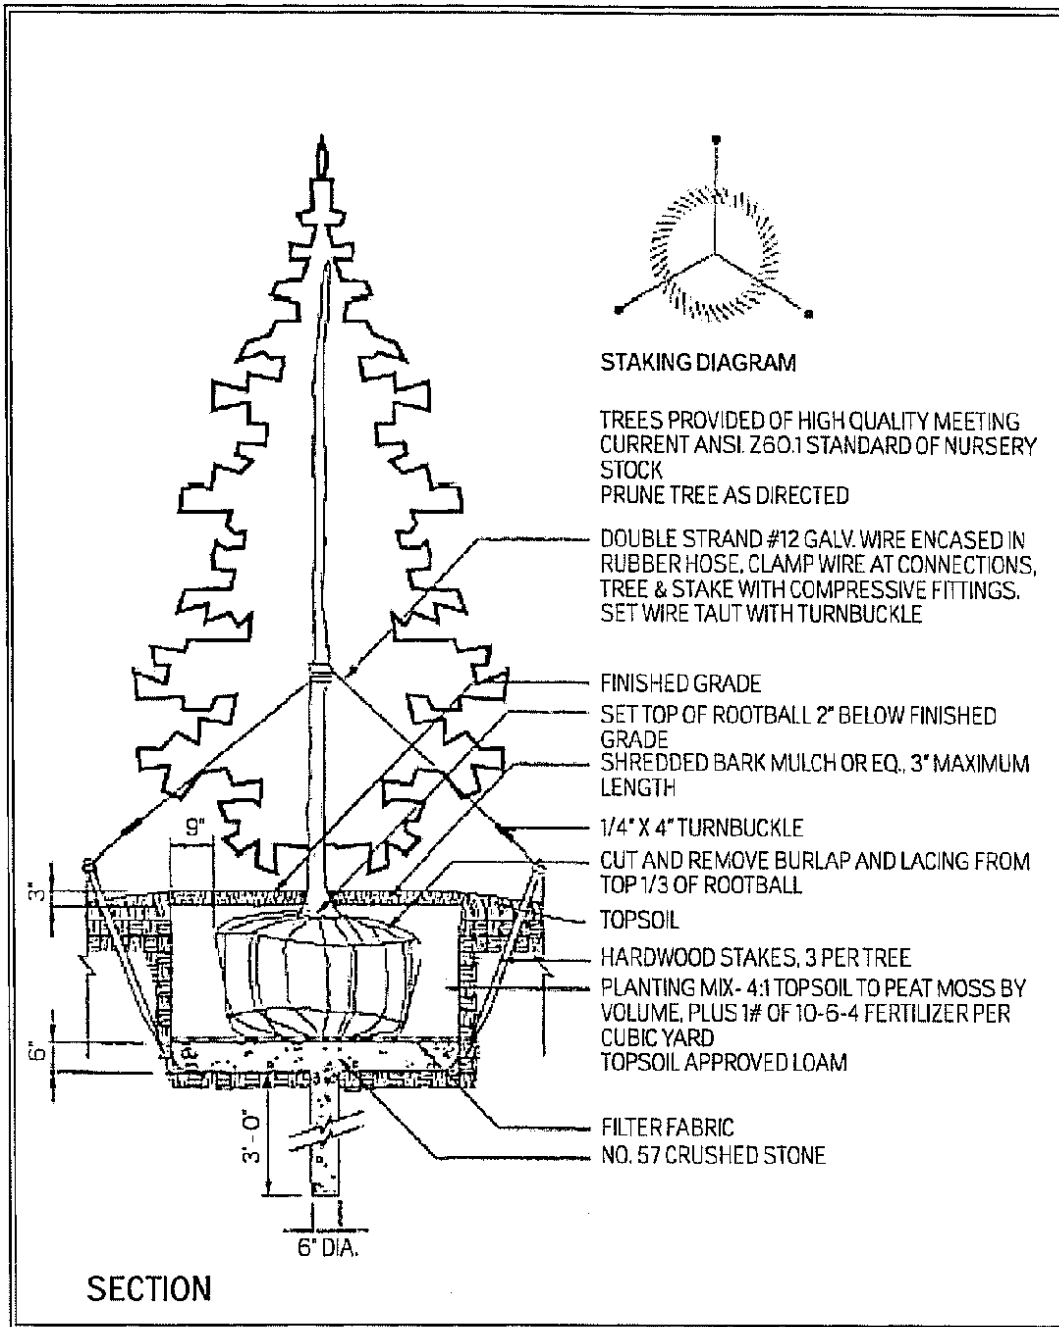 STAKING DIAGRAM
TREES PROVIDED OF HIGH QUALITY MEETING
CURRENT ANSI. Z60.1 STANDARD OF NURSERY
STOCK
PRUNE TREE AS DIRECTED
DOUBLE STRAND #12 GALV. WIRE ENCASED IN
RUBBER HOSE, CLAMP WIRE AT CONNECTIONS,
TREE & STAKE WITH COMPRESSIVE FITTINGS.
SET WIRE TAUT WITH TURNBUCKLE
FINISHED GRADE
SET TOP OF ROOTBALL 2" BELOW FINISHED
GRADE
SHREDDED BARK MULCH OR EQ., 3" MAXIMUM
LENGTH
9"
1/4" X 4" TURNBUCKLE
CUT AND REMOVE BURLAP AND LACING FROM
TOP 1/3 OF ROOTBALL
3"
TOPSOIL
HARDWOOD STAKES, 3 PER TREE
PLANTING MIX- 4:1 TOPSOIL TO PEAT MOSS BY
VOLUME, PLUS 1# OF 10-6-4 FERTILIZER PER
CUBIC YARD
TOPSOIL APPROVED LOAM
6"
FILTER FABRIC
NO. 57 CRUSHED STONE
3'-0"
6" DIA.
SECTION